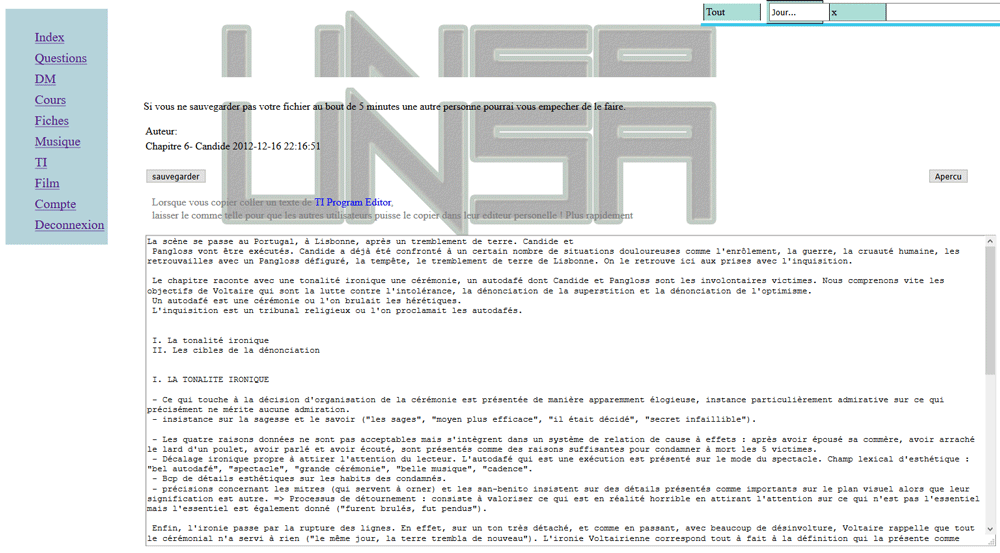 Tout
Jour...
x
Index
Questions
DM
Cours
Fiches
Musique
TI
Film
Compte
Deconnexion
UNSA
UNSA
Si vous ne sauvegarder pas votre fichier au bout de 5 minutes une autre personne pourrai vous empecher de le faire.
Auteur:
Chapitre 6- Candide 2012-12-16 22:16:51
sauvegarder
Apercu
Lorsque vous copier coller un texte de TI Program Editor,
laisser le comme telle pour que les autres utilisateurs puisse le copier dans leur editeur personelle ! Plus rapidement
La scène se passe au Portugal, à Lisbonne, après un tremblement de terre. Candide et
Pangloss vont être exécutés. Candide a déjà été confronté à un certain nombre de situations douloureuses comme l'enrôlement, la guerre, la cruauté humaine, les
retrouvailles avec un Pangloss défiguré, la tempête, le tremblement de terre de Lisbonne. On le retrouve ici aux prises avec l'inquisition.
Le chapitre raconte avec une tonalité ironique une cérémonie, un autodafé dont Candide et Pangloss sont les involontaires victimes. Nous comprenons vite les
objectifs de Voltaire qui sont la lutte contre l'intolérance, la dénonciation de la superstition et la dénonciation de l'optimisme.
Un autodafé est une cérémonie ou l'on brulait les hérétiques.
L'inquisition est un tribunal religieux ou l'on proclamait les autodafés.
I. La tonalité ironique
II. Les cibles de la dénonciation
I. LA TONALITE IRONIQUE
- Ce qui touche à la décision d'organisation de la cérémonie est présentée de manière apparemment élogieuse, instance particulièrement admirative sur ce qui
précisément ne mérite aucune admiration.
- insistance sur la sagesse et le savoir ("les sages", "moyen plus efficace", "il était décidé", "secret infaillible").
- Les quatre raisons données ne sont pas acceptables mais s'intègrent dans un système de relation de cause à effets : après avoir épousé sa commère, avoir arraché
le lard d'un poulet, avoir parlé et avoir écouté, sont présentés comme des raisons suffisantes pour condamner à mort les 5 victimes.
- Décalage ironique propre à attirer l'attention du lecteur. L'autodafé qui est une exécution est présenté sur le mode du spectacle. Champ lexical d'esthétique :
"bel autodafé", "spectacle", "grande cérémonie", "belle musique", "cadence".
- Bcp de détails esthétiques sur les habits des condamnés.
- précisions concernant les mitres (qui servent à orner) et les san-benito insistent sur des détails présentés comme importants sur le plan visuel alors que leur
signification est autre. => Processus de détournement : consiste à valoriser ce qui est en réalité horrible en attirant l'attention sur ce qui n'est pas l'essentiel
mais l'essentiel est également donné ("furent brulés, fut pendus").
Enfin, l'ironie passe par la rupture des lignes. En effet, sur un ton très détaché, et comme en passant, avec beaucoup de désinvolture, Voltaire rappelle que tout
le cérémonial n'a servi à rien ("le même jour, la terre trembla de nouveau"). L'ironie Voltairienne correspond tout à fait à la définition qui la présente comme